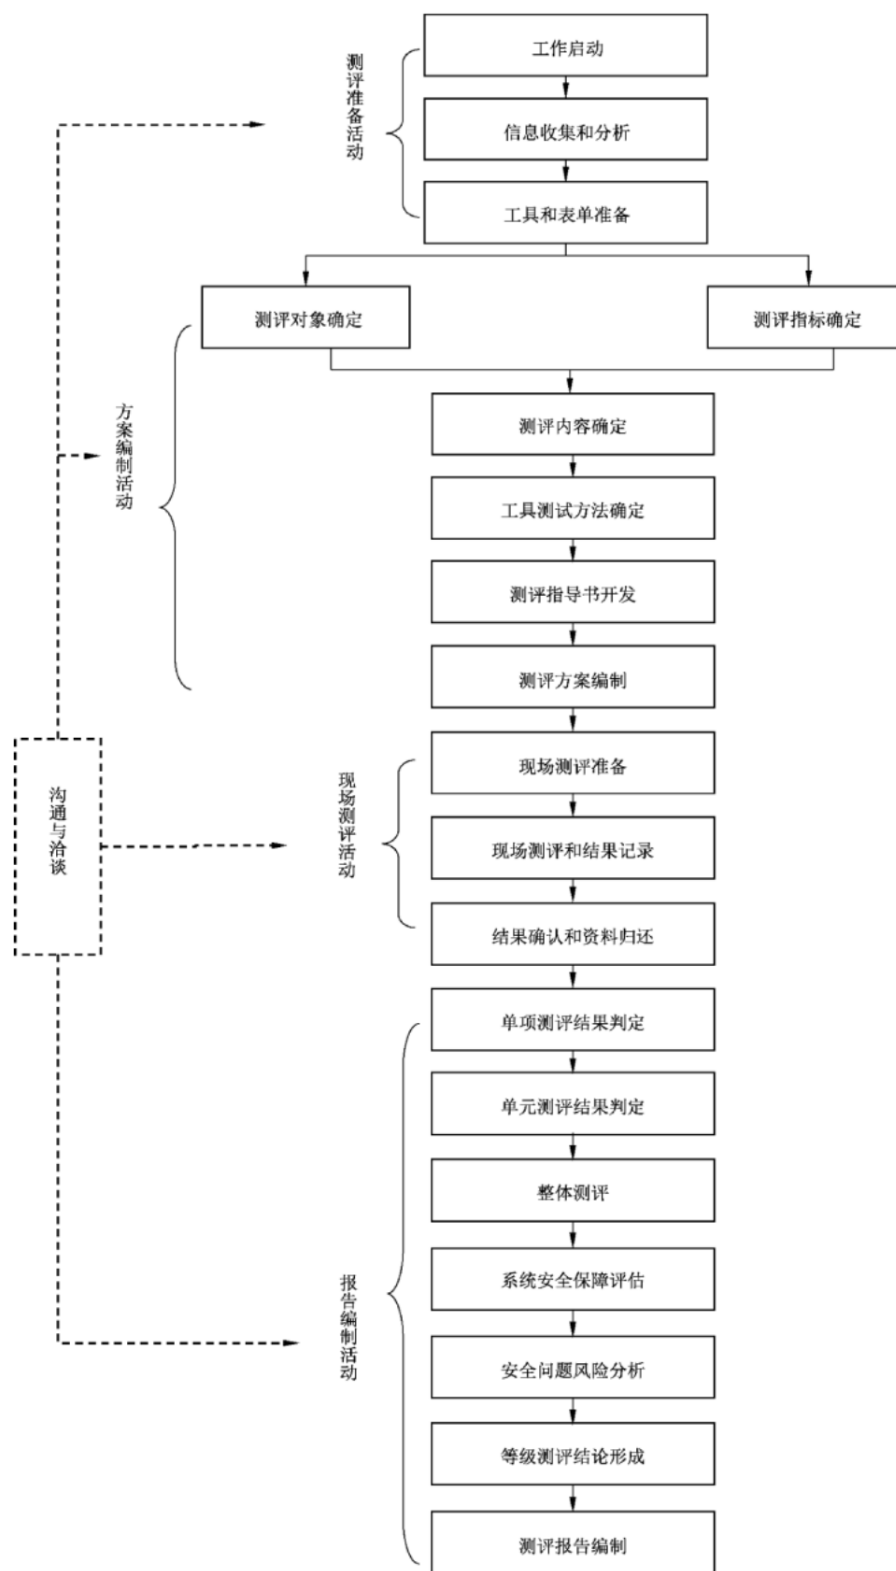 工作启动
测评准备活动
信息收集和分析
工具和表单准备
测评对象确定
测评指标确定
方案编制活动
测评内容确定
工具测试方法确定
测评指导书开发
测评方案编制
沟通与洽谈
现场测评活动
现场测评准备
现场测评和结果记录
结果确认和资料归还
报告编制活动
单项测评结果判定
单元测评结果判定
整体测评
系统安全保障评估
安全问题风险分析
等级测评结论形成
测评报告编制